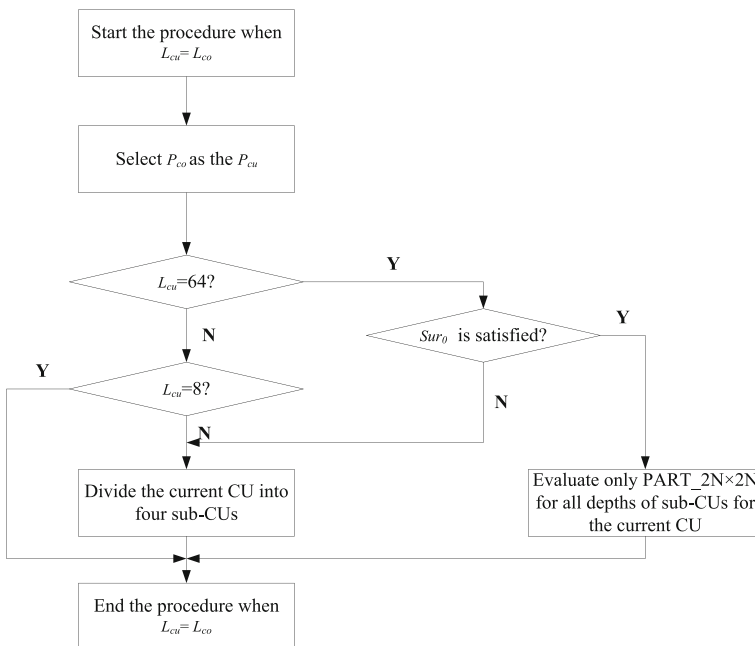 Start the procedure when
Lcu= Lco
Select Pco as the Pcu
Lcu=64?
Y
N
Sur0 is satisfied?
Y
Y
Lcu=8?
N
N
Divide the current CU into
four sub-CUs
Evaluate only PART_2N×2N
for all depths of sub-CUs for
the current CU
End the procedure when
Lcu= Lco